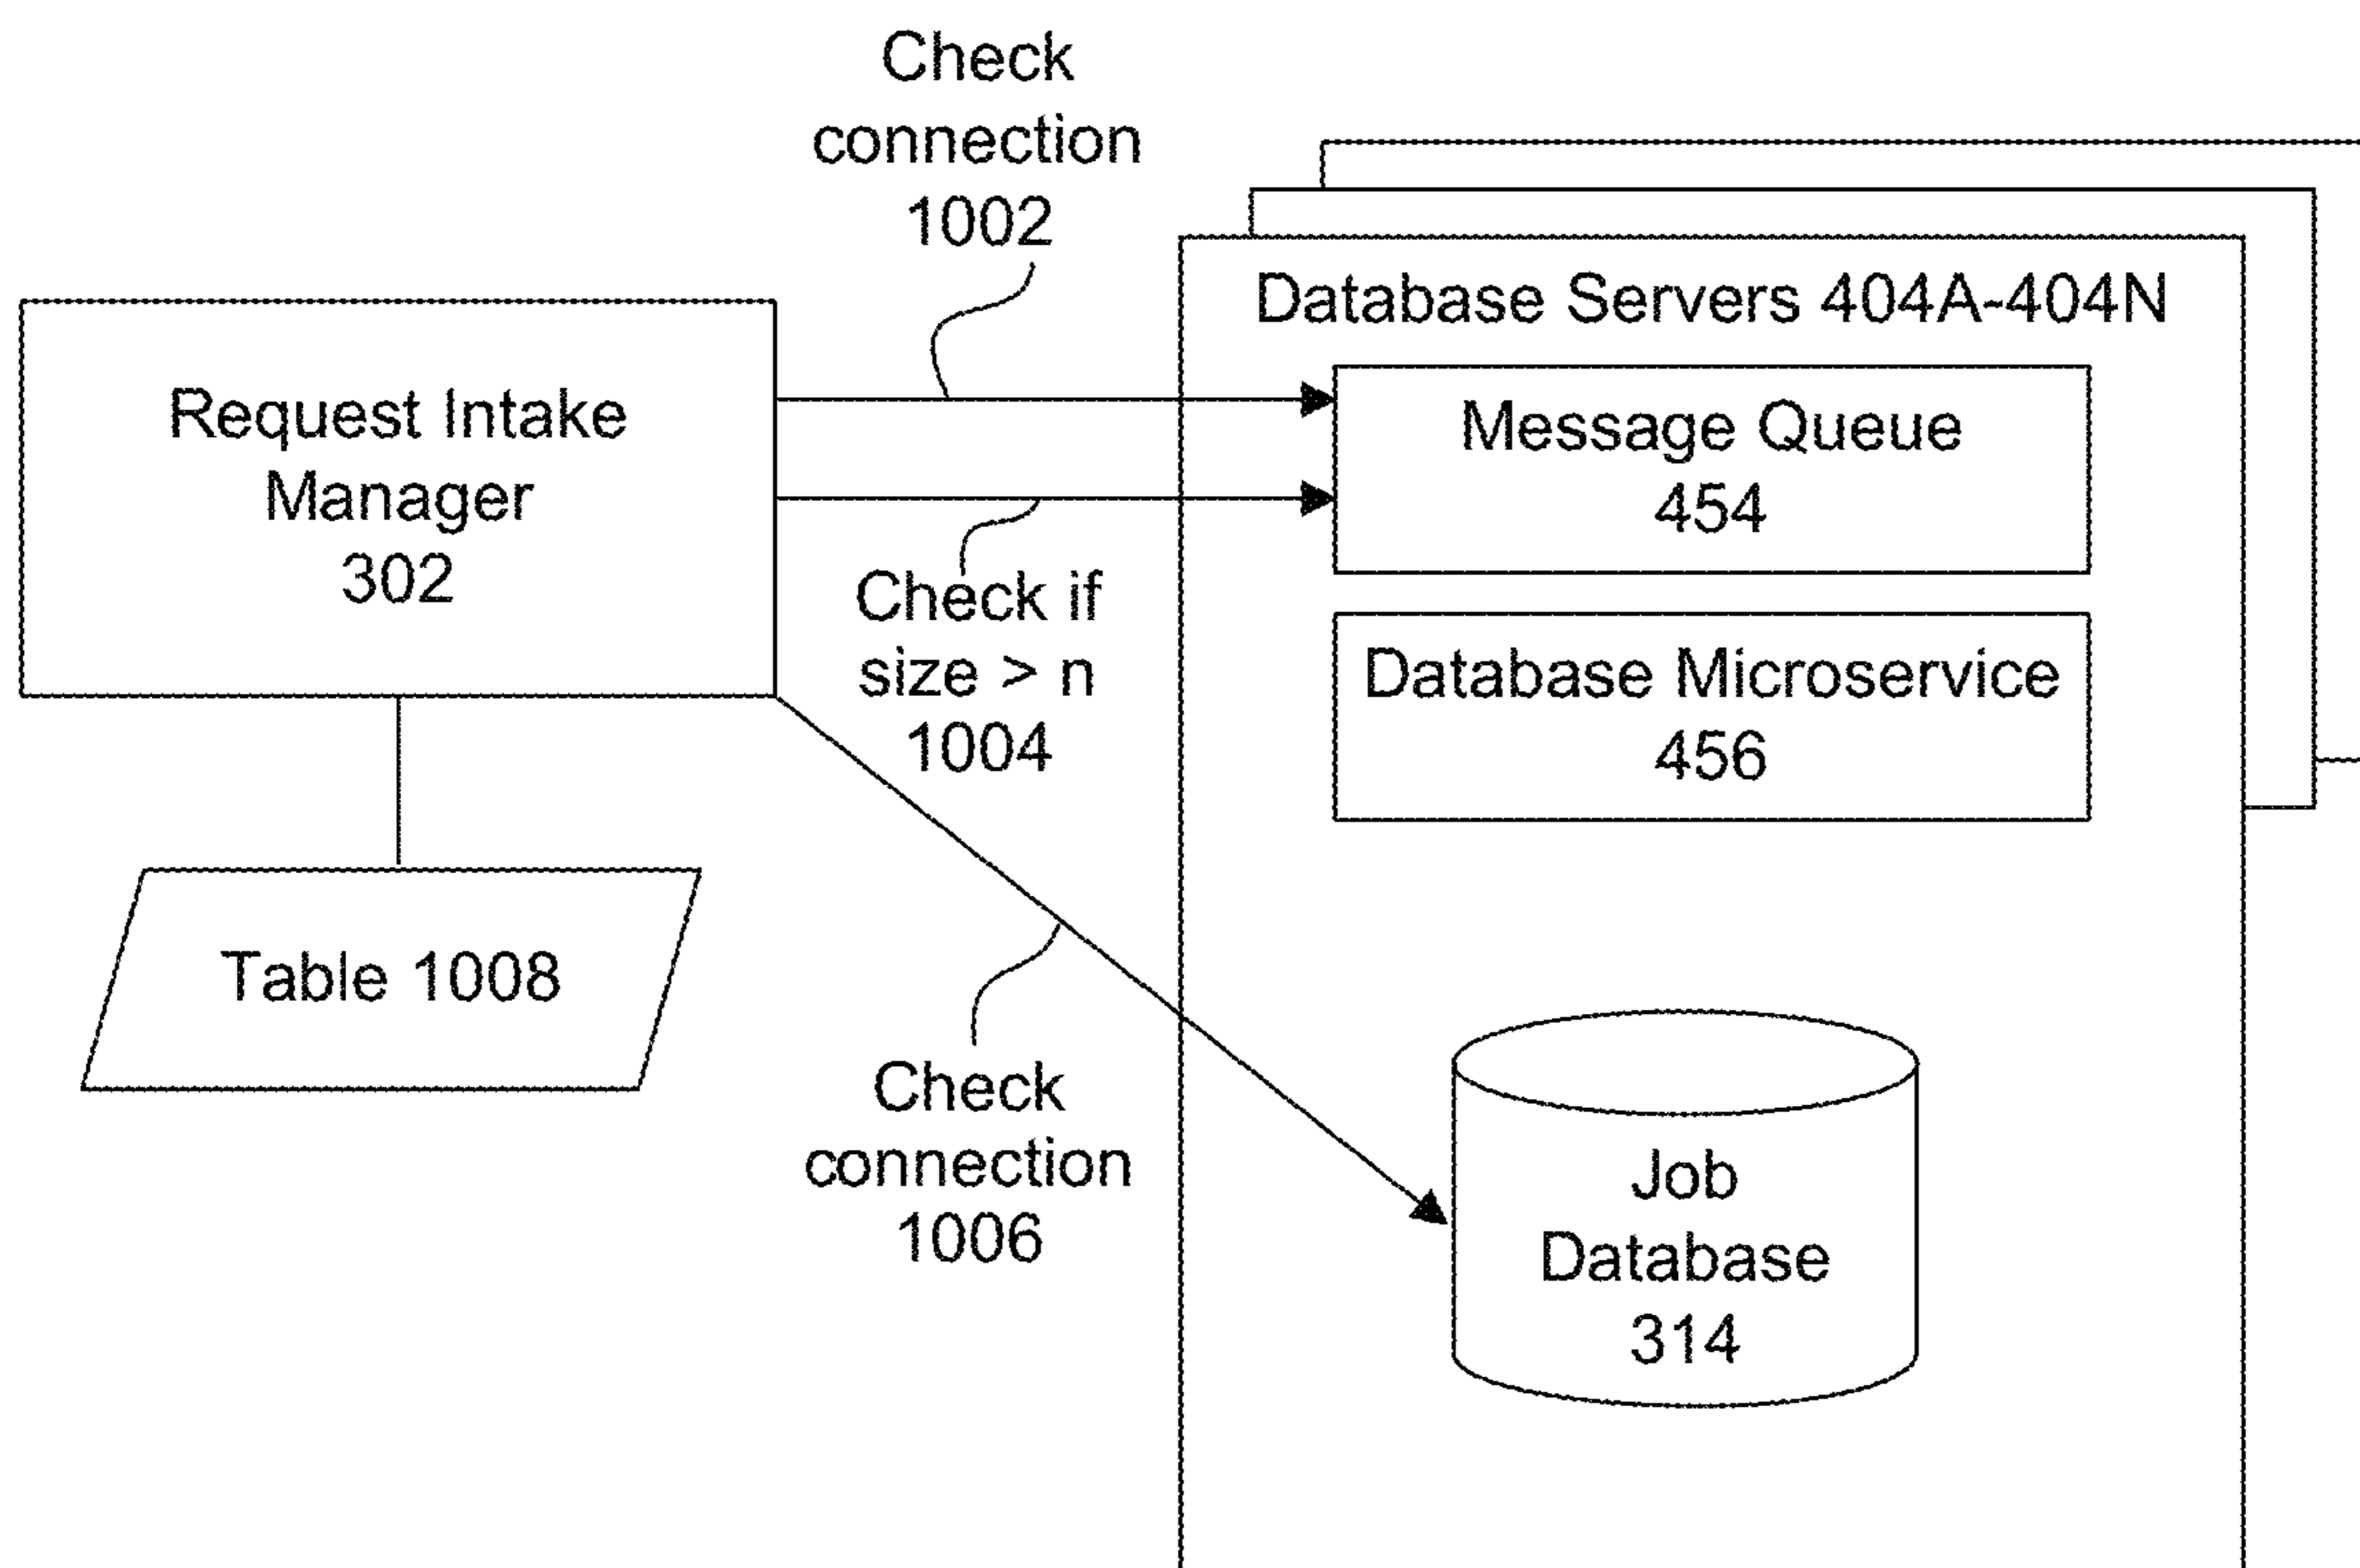 Check
connection
1002
Database Servers 404A-404N
Request Intake
Manager
302
Message Queue
454
Check if
size > n
1004
Database Microservice
456
Table 1008
Check
connection
1006
Job
Database
314